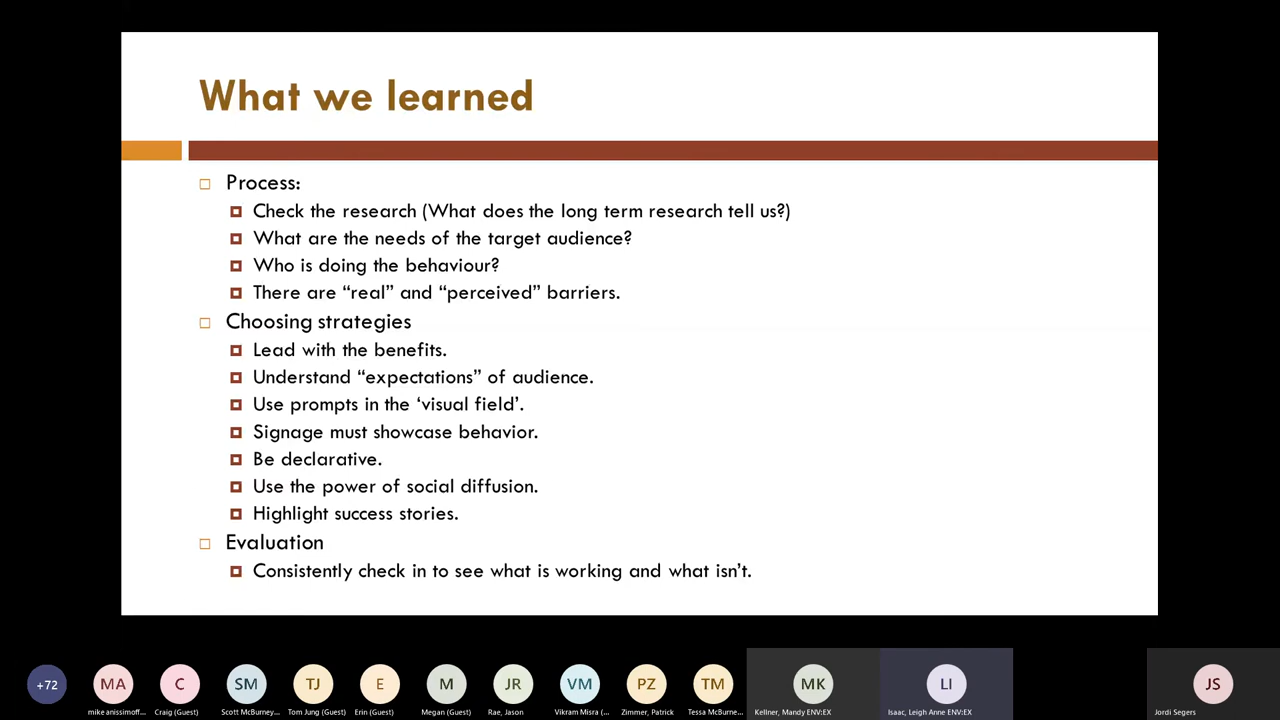 What we learned
Process:
Check the research (What does the long term research tell us?)
What are the needs of the target audience?
Who is doing the behaviour?
There are “real” and “perceived” barriers.
Choosing strategies
Lead with the benefits.
Understand “expectations” of audience.
Use prompts in the ‘visual field’.
Signage must showcase behavior.
Be declarative.
Use the power of social diffusion.
Highlight success stories.
Evaluation
Consistently check in to see what is working and what isn’t.
+72 MA C SM TJ E M JR VM PZ TM MK LI JS
mike anissimoff... Craig (Guest) Scott McBurney... Tom Jung (Guest) Erin (Guest) Megan (Guest) Rae, Jason Vikram Misra (... Zimmer, Patrick Tessa McBurne... Kellner, Mandy ENV:EX Isaac, Leigh Anne ENV:EX Jordi Segers